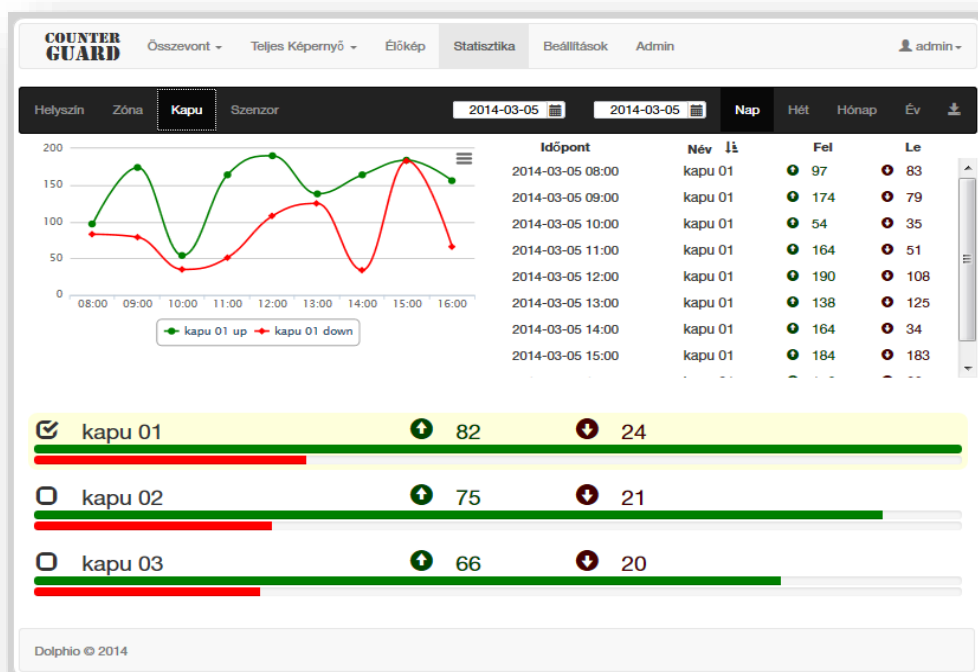 COUNTER
GUARD
Összevont Teljes Képernyő Élőkép Statisztika Beállítások Admin admin
Helyszín Zóna Kapu Szenzor 2014-03-05 2014-03-05 Nap Hét Hónap Év
200
150
100
50
0
08:00 09:00 10:00 11:00 12:00 13:00 14:00 15:00 16:00
kapu 01 up kapu 01 down
Időpont Név Fel Le
2014-03-05 08:00 kapu 01 97 83
2014-03-05 09:00 kapu 01 174 79
2014-03-05 10:00 kapu 01 54 35
2014-03-05 11:00 kapu 01 164 51
2014-03-05 12:00 kapu 01 190 108
2014-03-05 13:00 kapu 01 138 125
2014-03-05 14:00 kapu 01 164 34
2014-03-05 15:00 kapu 01 184 183
kapu 01 82 24
kapu 02 75 21
kapu 03 66 20
Dolphio © 2014